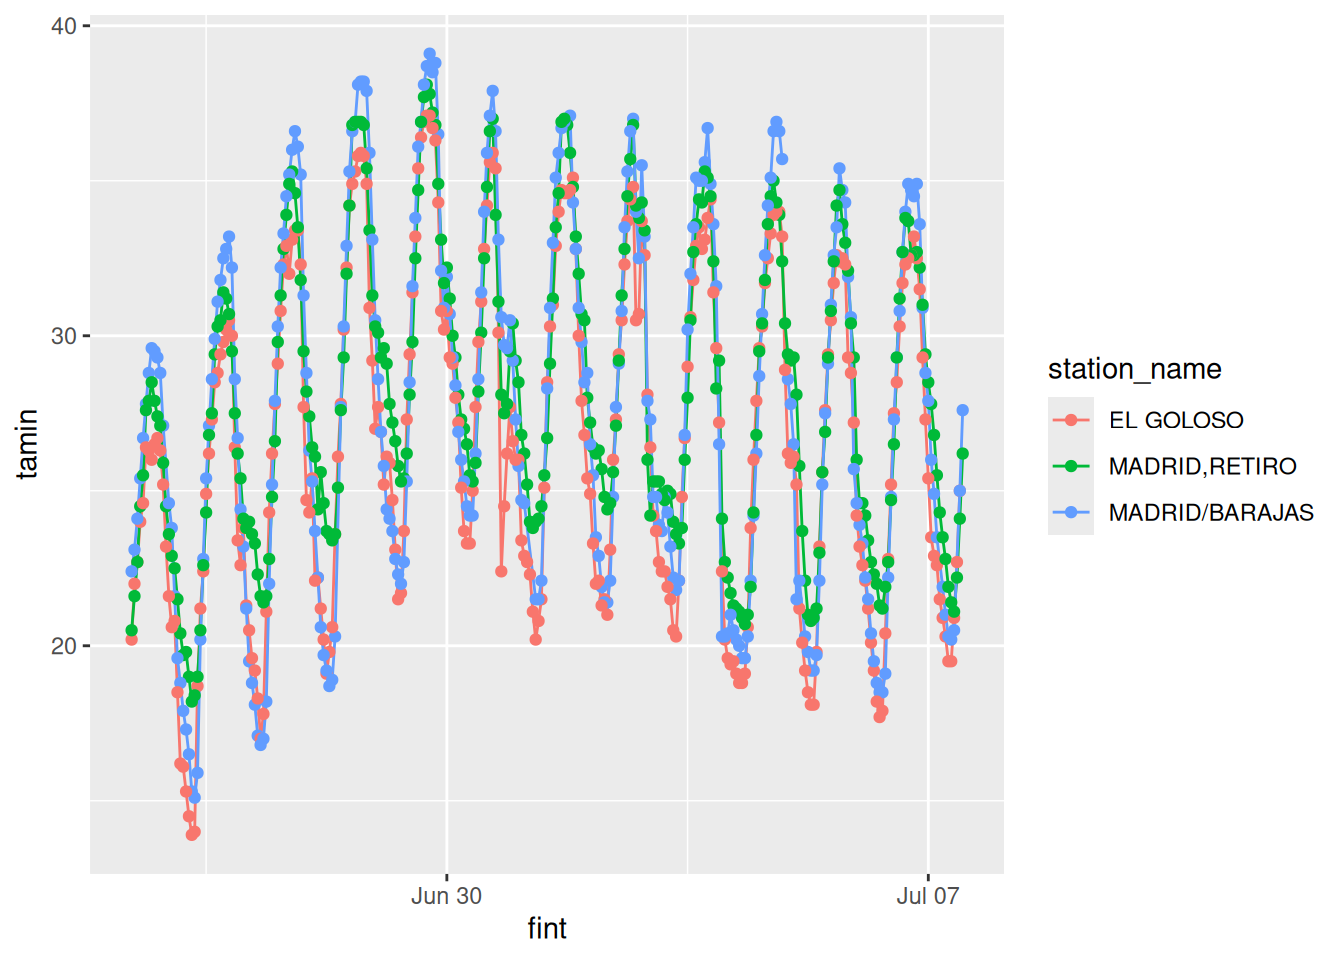 40
30
20
tamin
Jun 30
Jul 07
fint
station_name
EL GOLOSO
MADRID,RETIRO
MADRID/BARAJAS